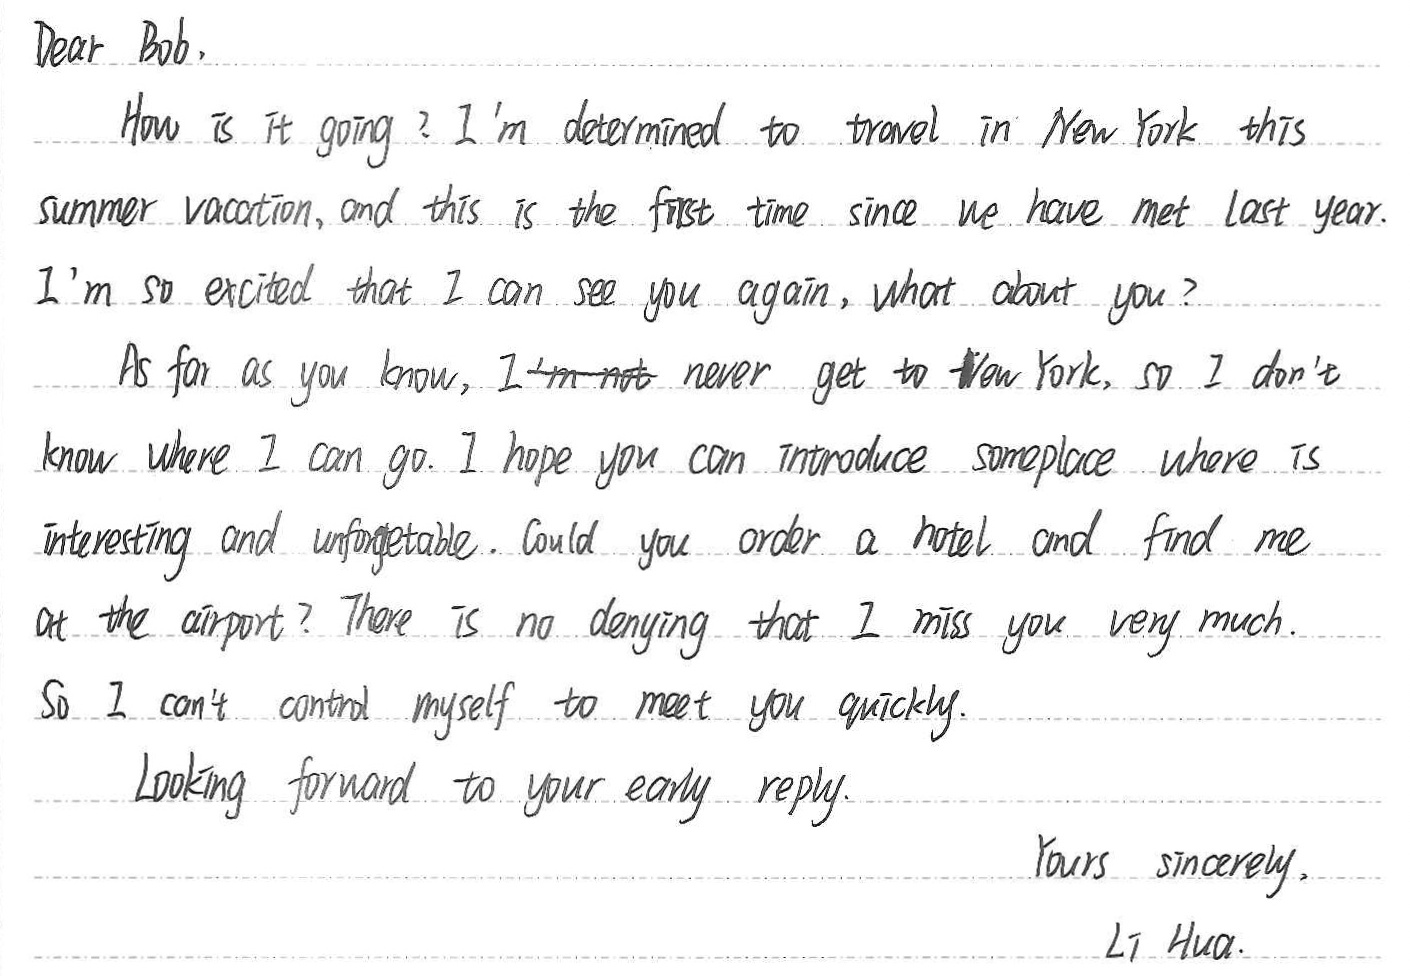 Dear Bob,
How is it going? I'm determined to travel in New York this
summer vacation, and this is the first time since we have met last year.
I'm so excited that I can see you again, what about you?
As far as you know, I never get to New York, so I don't
know where I can go. I hope you can introduce someplace where is
interesting and unforgetable. Could you order a hotel and find me
at the airport? There is no denying that I miss you very much.
So I can't control myself to meet you quickly.
Looking forward to your early reply.
Yours sincerely,
Li Hua.